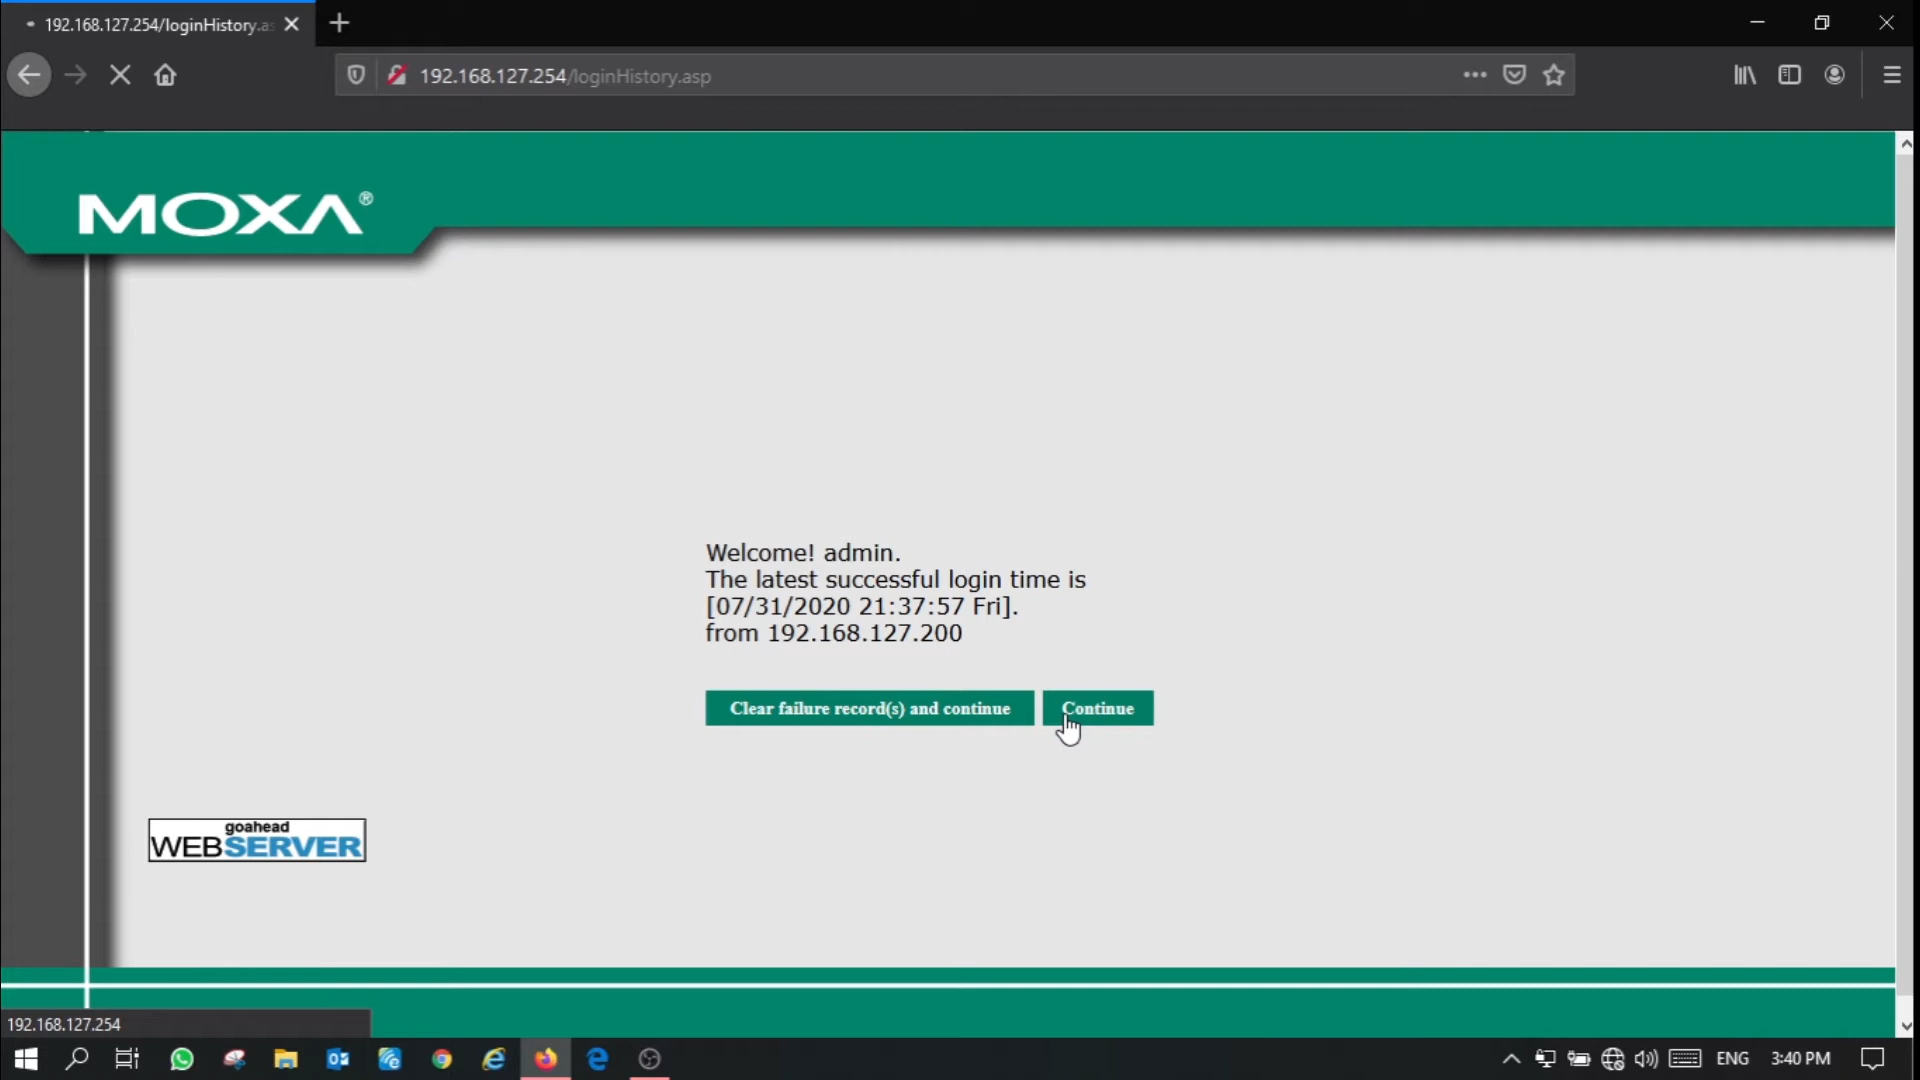 192.168.127.254/loginHistory.as
192.168.127.254/loginHistory.asp
MOXA®
Welcome! admin.
The latest successful login time is
[07/31/2020 21:37:57 Fri].
from 192.168.127.200
Clear failure record(s) and continue
Continue
goahead
WEBSERVER
192.168.127.254
ENG
3:40 PM